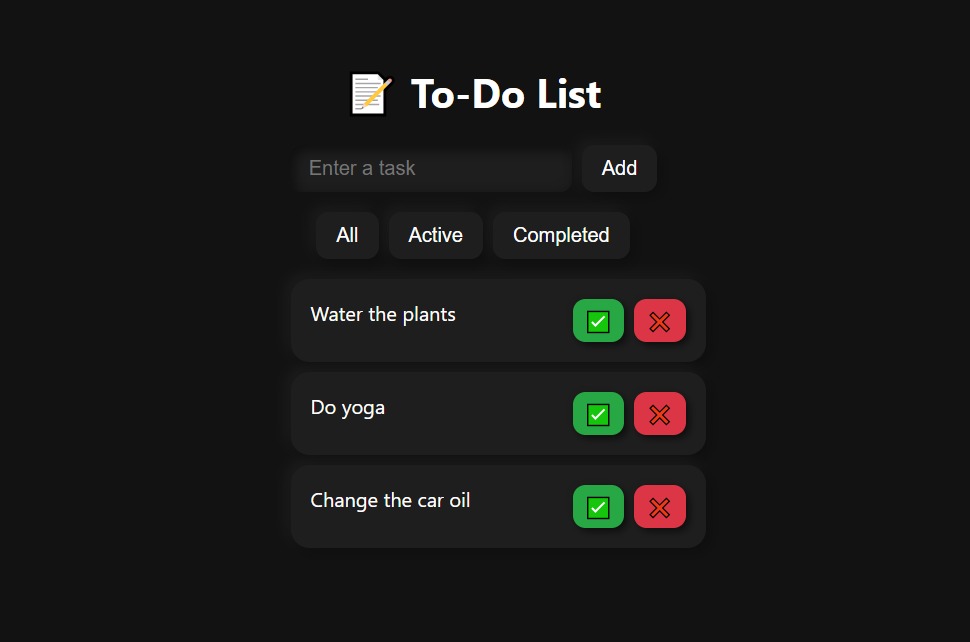 To-Do List
Enter a task Add
All Active Completed
Water the plants
Do yoga
Change the car oil